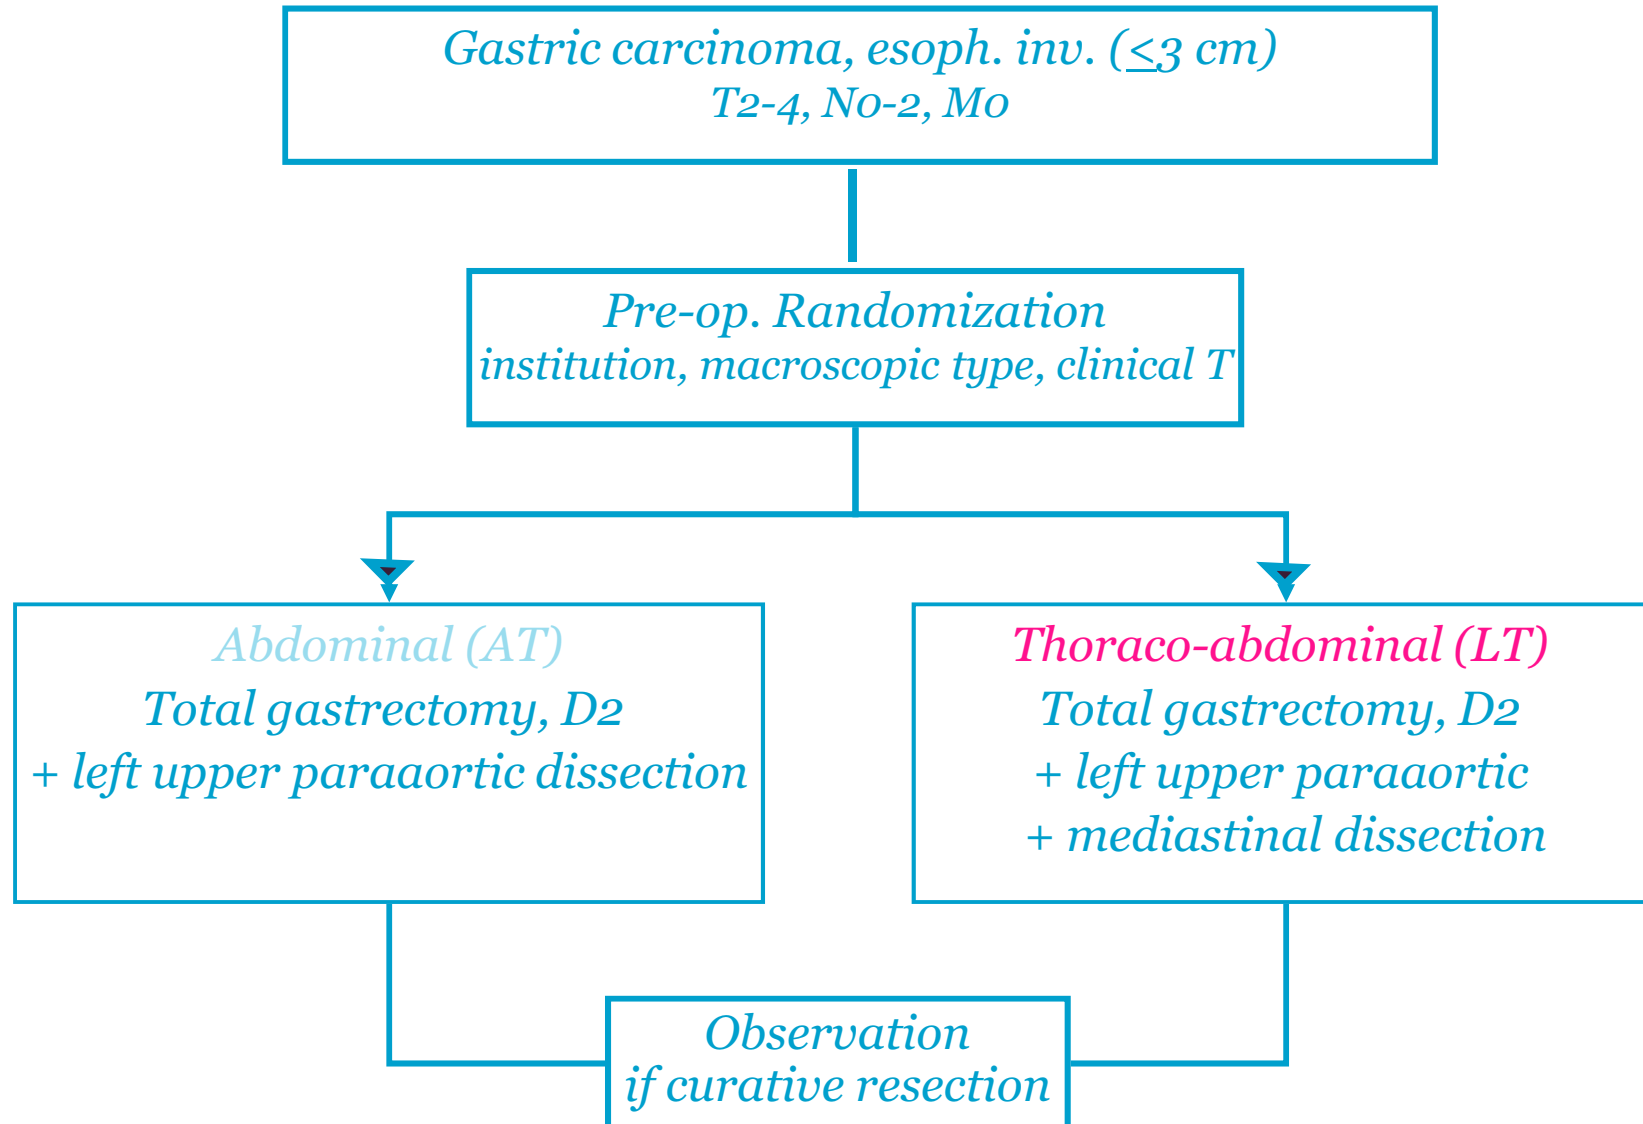 Gastric carcinoma, esoph. inv. (≤3 cm)
T2-4, N0-2, M0
Pre-op. Randomization
institution, macroscopic type, clinical T
Abdominal (AT)
Total gastrectomy, D2
+ left upper paraaortic dissection
Thoraco-abdominal (LT)
Total gastrectomy, D2
+ left upper paraaortic
+ mediastinal dissection
Observation
if curative resection